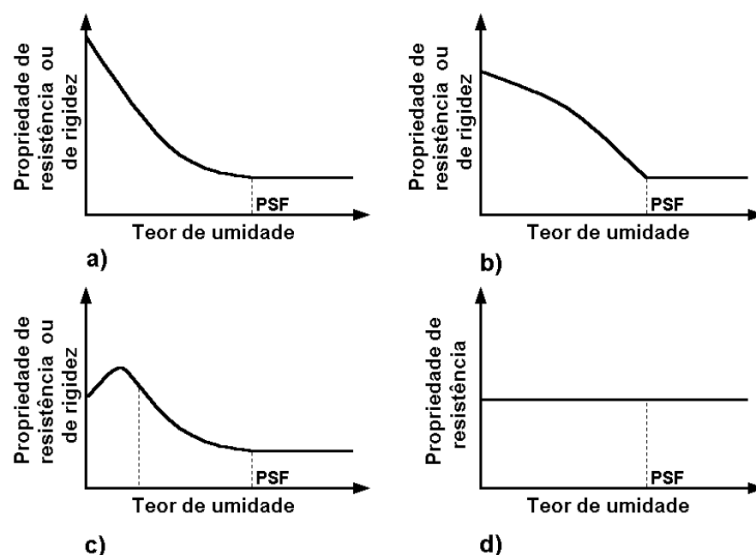 Propriedade de
resistência ou
de rigidez
PSF
Teor de umidade
a)
Propriedade de
resistência ou
de rigidez
PSF
Teor de umidade
b)
Propriedade de
resistência ou
de rigidez
PSF
Teor de umidade
c)
Propriedade de
resistência
PSF
Teor de umidade
d)